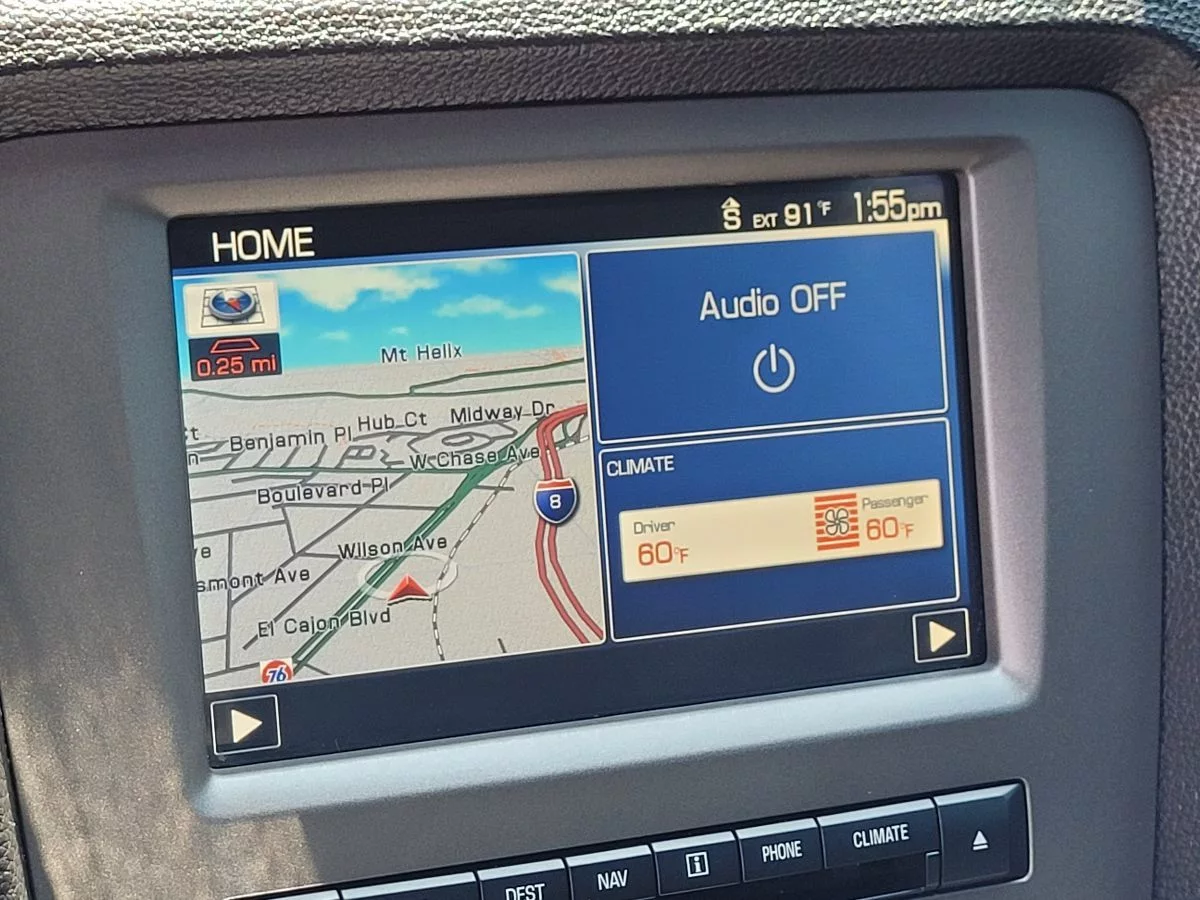 HOME
S EXT 91°F 1:55pm
0.25 mi
Mt Helix
Hub Ct
Midway Dr
Benjamin Pl
W Chase Ave
Boulevard Pl
8
Wilson Ave
El Cajon Blvd
76
Audio OFF
CLIMATE
Driver
60°F
Passenger
60°F
DEST
NAV
i
PHONE
CLIMATE